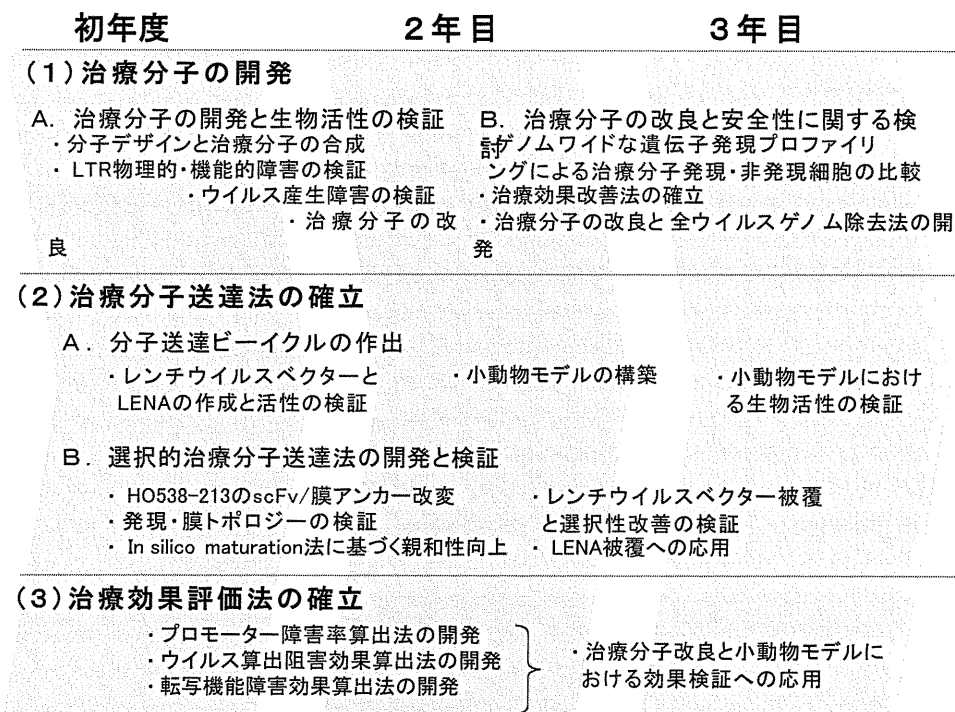 初年度 2年目 3年目
(1)治療分子の開発
A. 治療分子の開発と生物活性の検証
・分子デザインと治療分子の合成
・LTR物理的・機能的障害の検証
・ウイルス産生障害の検証
・治療分子の改
良
B. 治療分子の改良と安全性に関する検
討
・ゲノムワイドな遺伝子発現プロファイリ
ングによる治療分子発現・非発現細胞の比較
・治療効果改善法の確立
・治療分子の改良と全ウイルスゲノム除去法の開
発
(2)治療分子送達法の確立
A. 分子送達ビーイクルの作出
・レンチウイルスベクターと
LENAの作成と活性の検証
・小動物モデルの構築
・小動物モデルにおけ
る生物活性の検証
B. 選択的治療分子送達法の開発と検証
・HO538-213のscFv/膜アンカー改変
・発現・膜トポロジーの検証
・In silico maturation法に基づく親和性向上
・レンチウイルスベクター被覆
と選択性改善の検証
・LENA被覆への応用
(3)治療効果評価法の確立
・プロモーター障害率算出法の開発
・ウイルス算出阻害効果算出法の開発
・転写機能障害効果算出法の開発
・治療分子改良と小動物モデルに
おける効果検証への応用